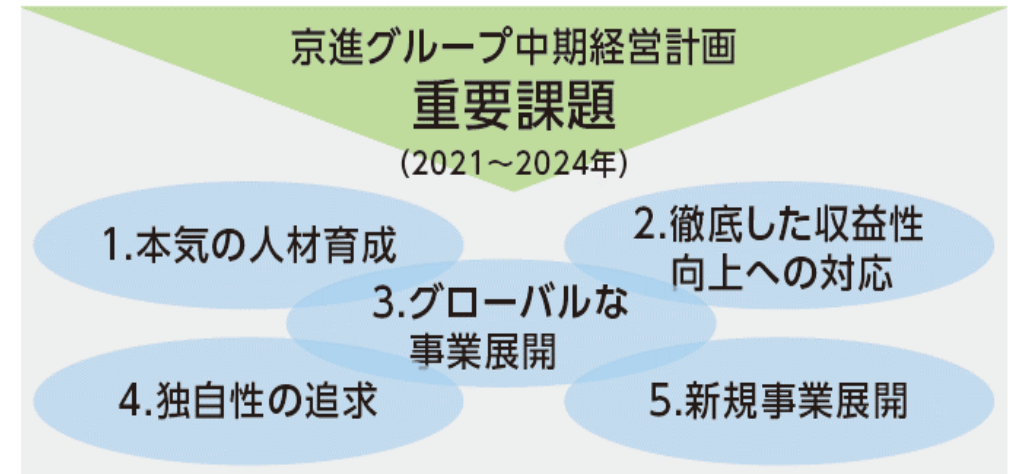 京進グループ中期経営計画
重要課題
(2021～2024年)
1.本気の人材育成
2.徹底した収益性
向上への対応
3.グローバルな
事業展開
4.独自性の追求
5.新規事業展開